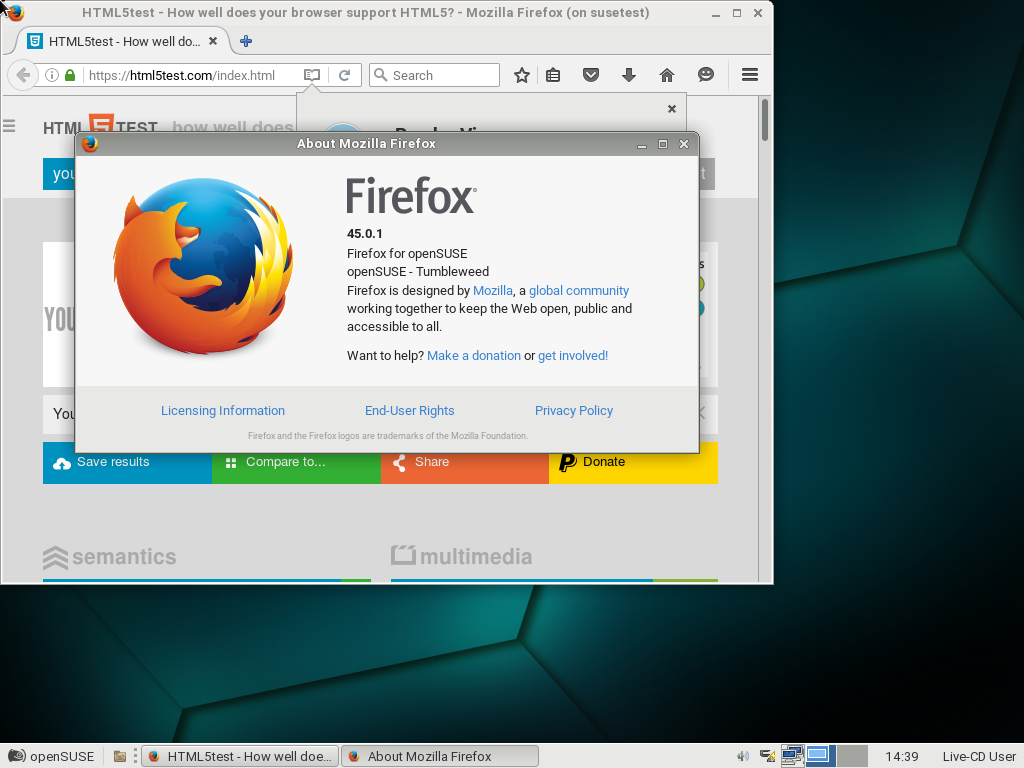 HTML5test - How well does your browser support HTML5? - Mozilla Firefox (on susetest)
HTML5test - How well do...
https://html5test.com/index.html
Search
HTML 5 TEST how well does
About Mozilla Firefox
Firefox
45.0.1
Firefox for openSUSE
openSUSE - Tumbleweed
Firefox is designed by Mozilla, a global community
working together to keep the Web open, public and
accessible to all.
Want to help? Make a donation or get involved!
Licensing Information End-User Rights Privacy Policy
Firefox and the Firefox logos are trademarks of the Mozilla Foundation.
Save results Compare to... Share Donate
semantics multimedia
openSUSE HTML5test - How well doe... About Mozilla Firefox 14:39 Live-CD User